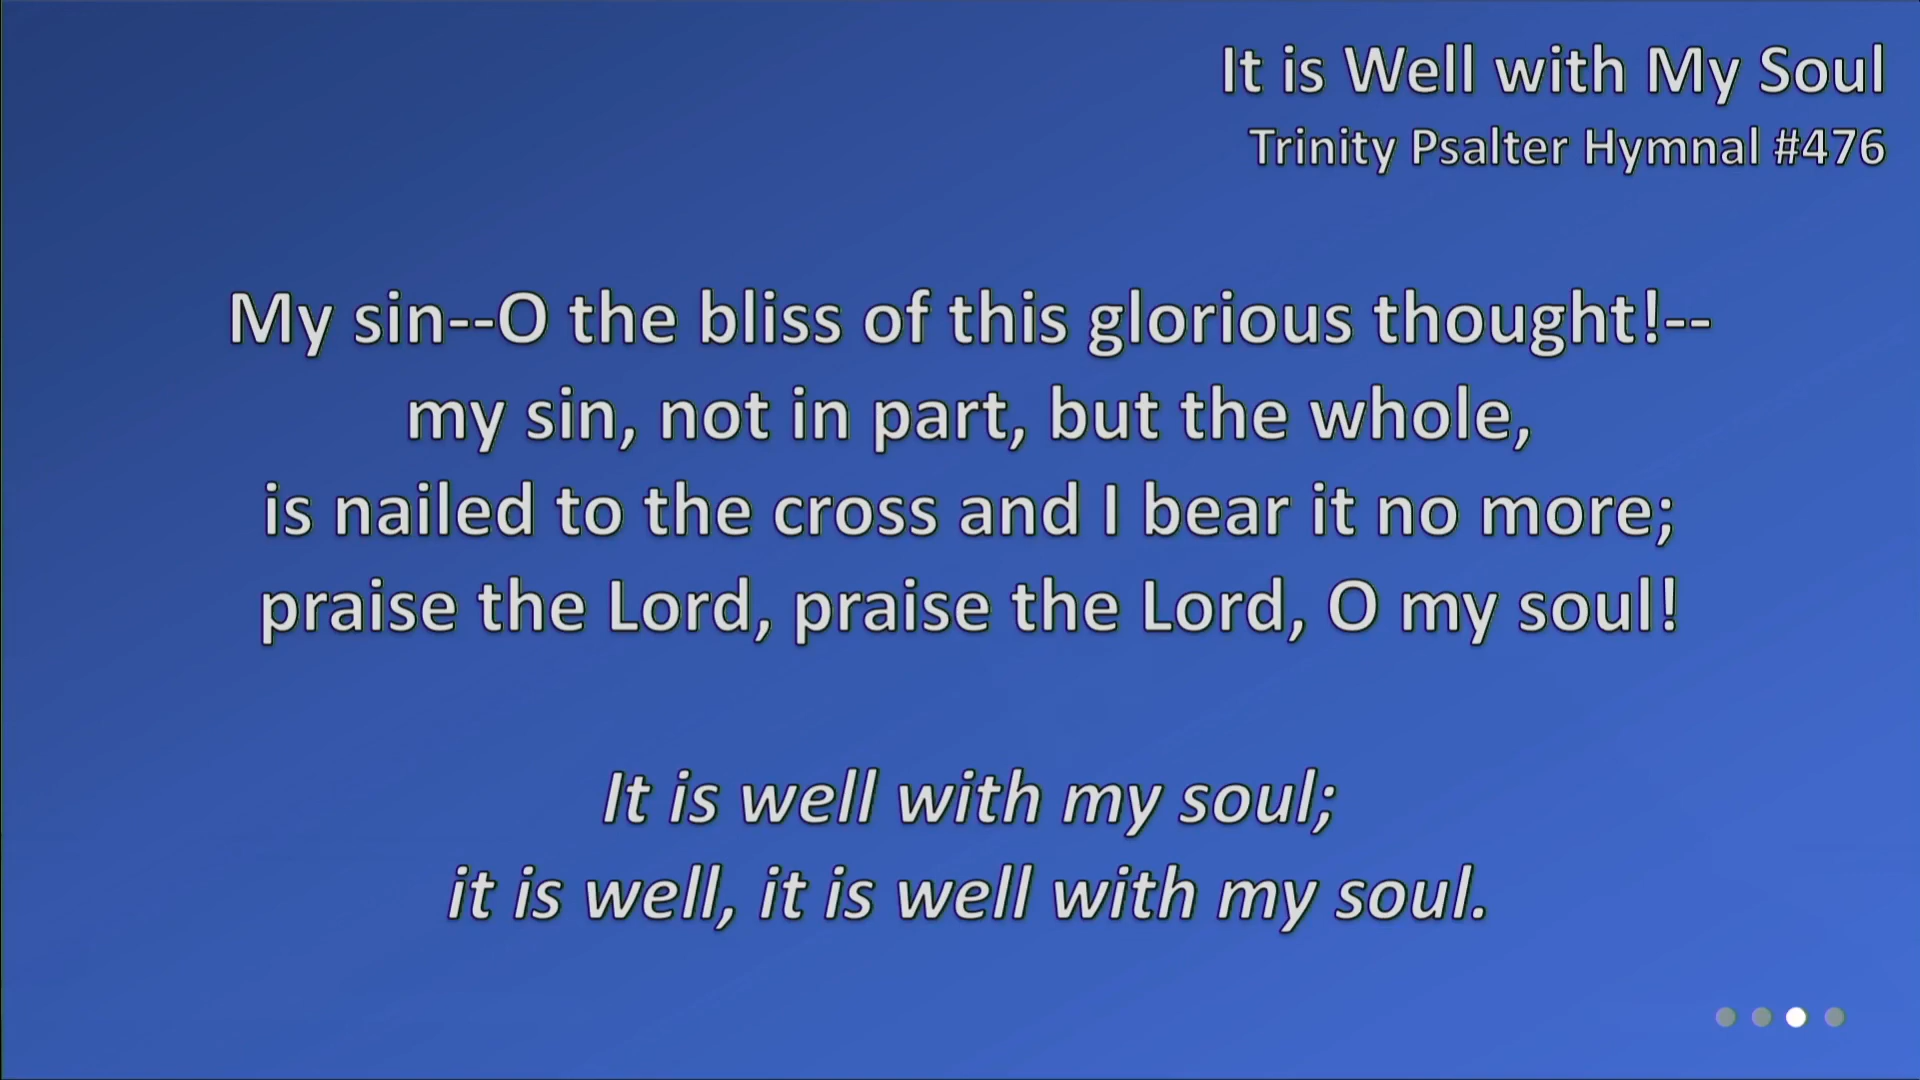 It is Well with My Soul
Trinity Psalter Hymnal #476
My sin--O the bliss of this glorious thought!--
my sin, not in part, but the whole,
is nailed to the cross and I bear it no more;
praise the Lord, praise the Lord, O my soul!
It is well with my soul;
it is well, it is well with my soul.